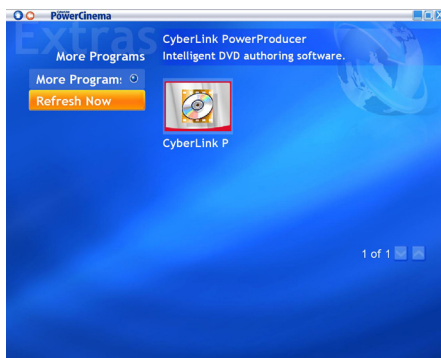 PowerCinema
Extras
More Programs
CyberLink PowerProducer
Intelligent DVD authoring software.
More Program:
Refresh Now
CyberLink P
1 of 1